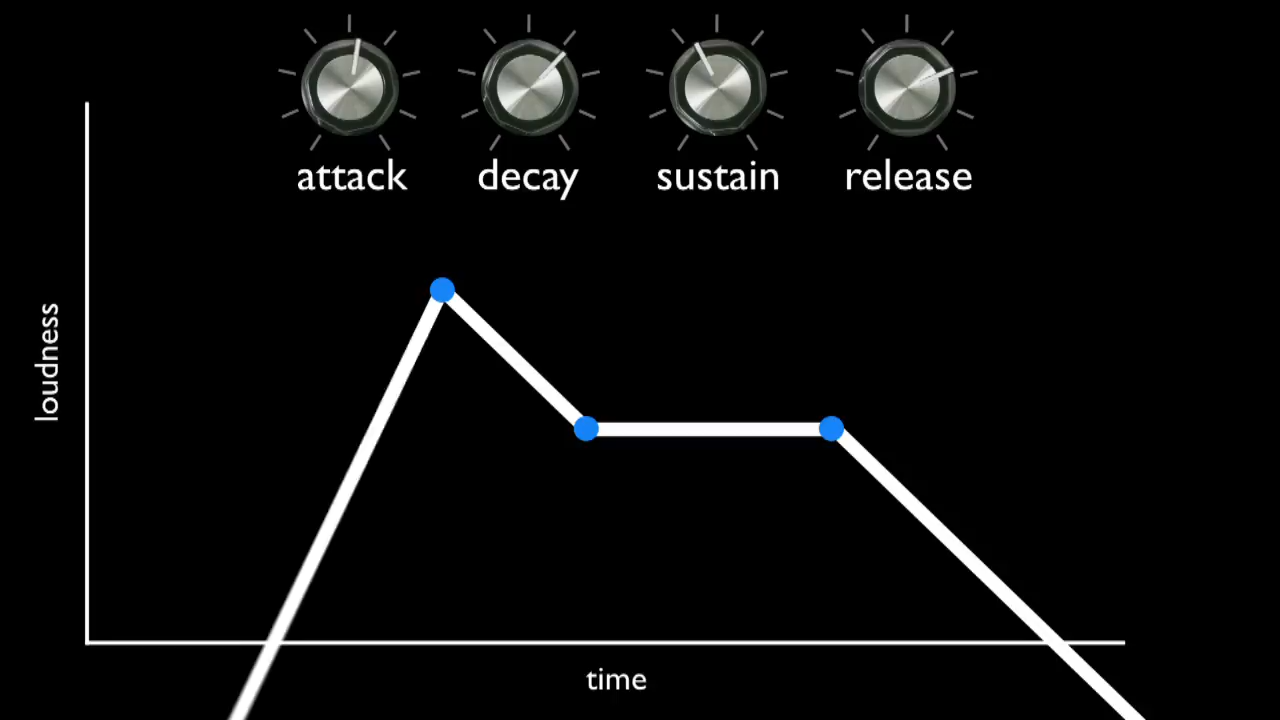 attack
decay
sustain
release
loudness
time